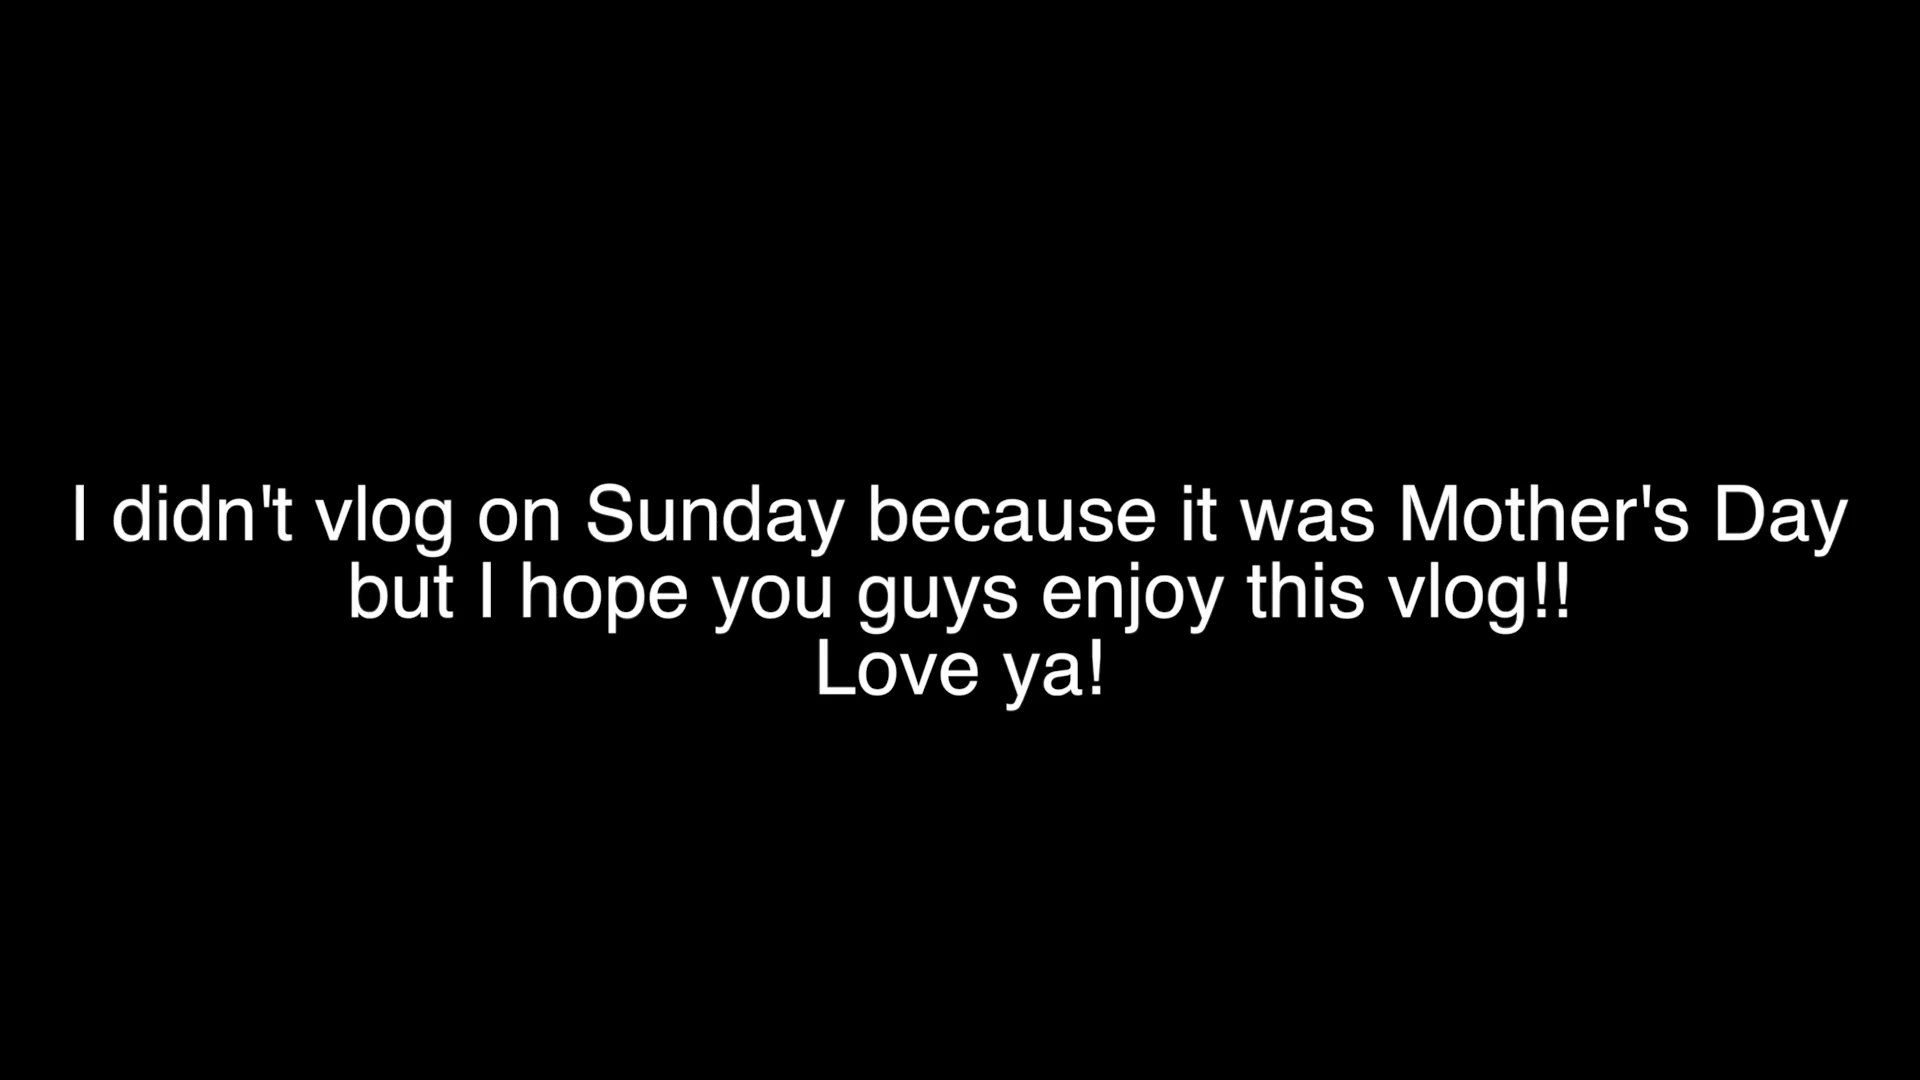 I didn't vlog on Sunday because it was Mother's Day
but I hope you guys enjoy this vlog!!
Love ya!